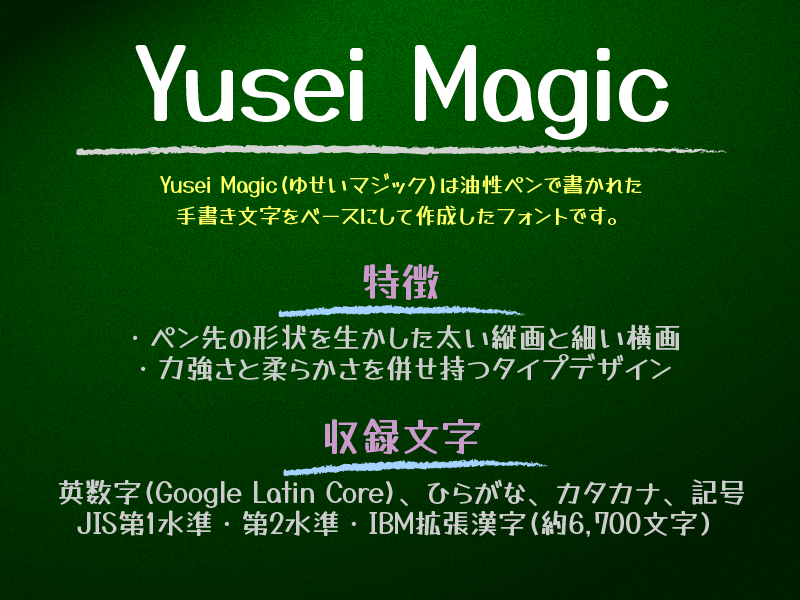 Yusei Magic
Yusei Magic(ゆせいマジック)は油性ペンで書かれた
手書き文字をベースにして作成したフォントです。
特徴
・ペン先の形状を生かした太い縦画と細い横画
・力強さと柔らかさを併せ持つタイプデザイン
収録文字
英数字(Google Latin Core)、ひらがな、カタカナ、記号
JIS第1水準・第2水準・IBM拡張漢字(約6,700文字)